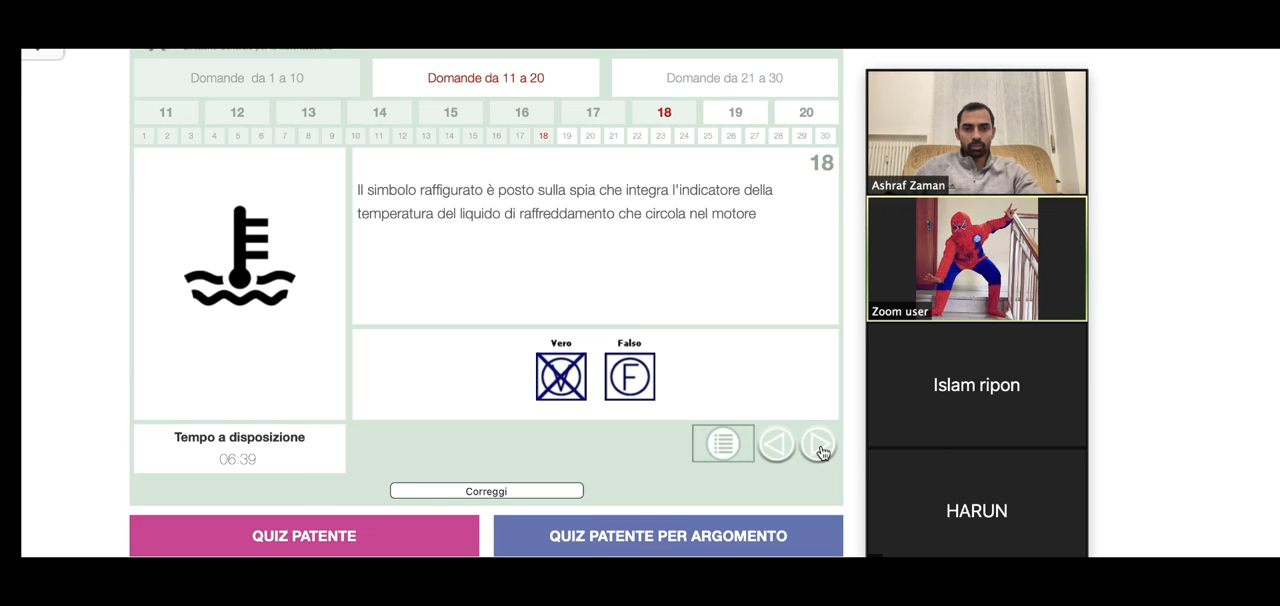 Domande da 1 a 10
Domande da 11 a 20
Domande da 21 a 30
11 12 13 14 15 16 17 18 19 20
1 2 3 4 5 6 7 8 9 10 11 12 13 14 15 16 17 18 19 20 21 22 23 24 25 26 27 28 29 30
18
Il simbolo raffigurato è posto sulla spia che integra l'indicatore della
temperatura del liquido di raffreddamento che circola nel motore
Vero Falso
V F
Tempo a disposizione
06:39
Correggi
QUIZ PATENTE
QUIZ PATENTE PER ARGOMENTO
Ashraf Zaman
Zoom user
Islam ripon
HARUN